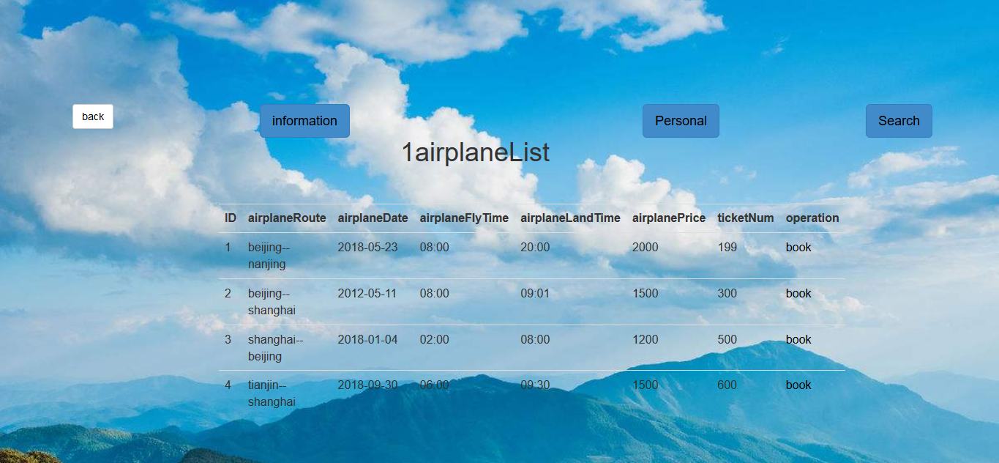 back
information
Personal
Search
1airplaneList
ID airplaneRoute airplaneDate airplaneFlyTime airplaneLandTime airplanePrice ticketNum operation
1 beijing-- 2018-05-23 08:00 20:00 2000 199 book
nanjing
2 beijing-- 2012-05-11 08:00 09:01 1500 300 book
shanghai
3 shanghai-- 2018-01-04 02:00 08:00 1200 500 book
beijing
4 tianjin-- 2018-09-30 06:00 09:30 1500 600 book
shanghai